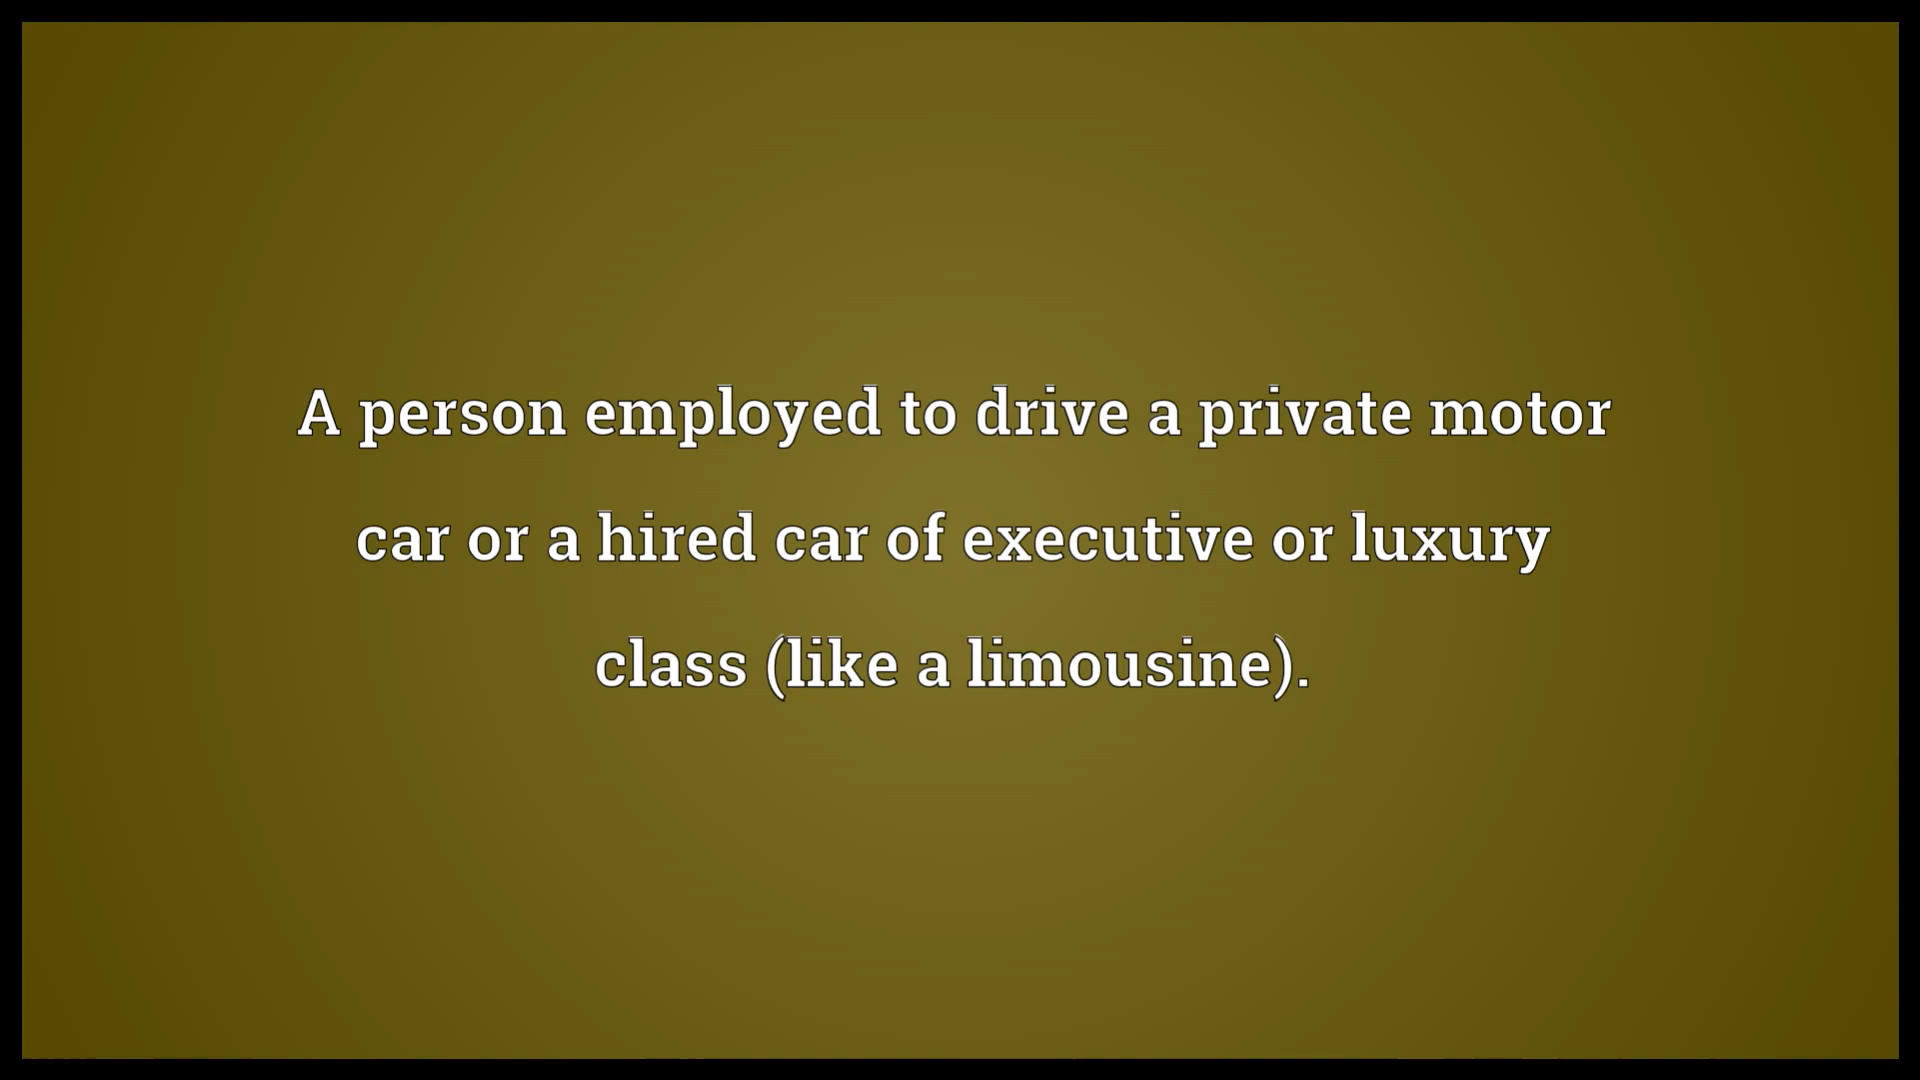 A person employed to drive a private motor
car or a hired car of executive or luxury
class (like a limousine).